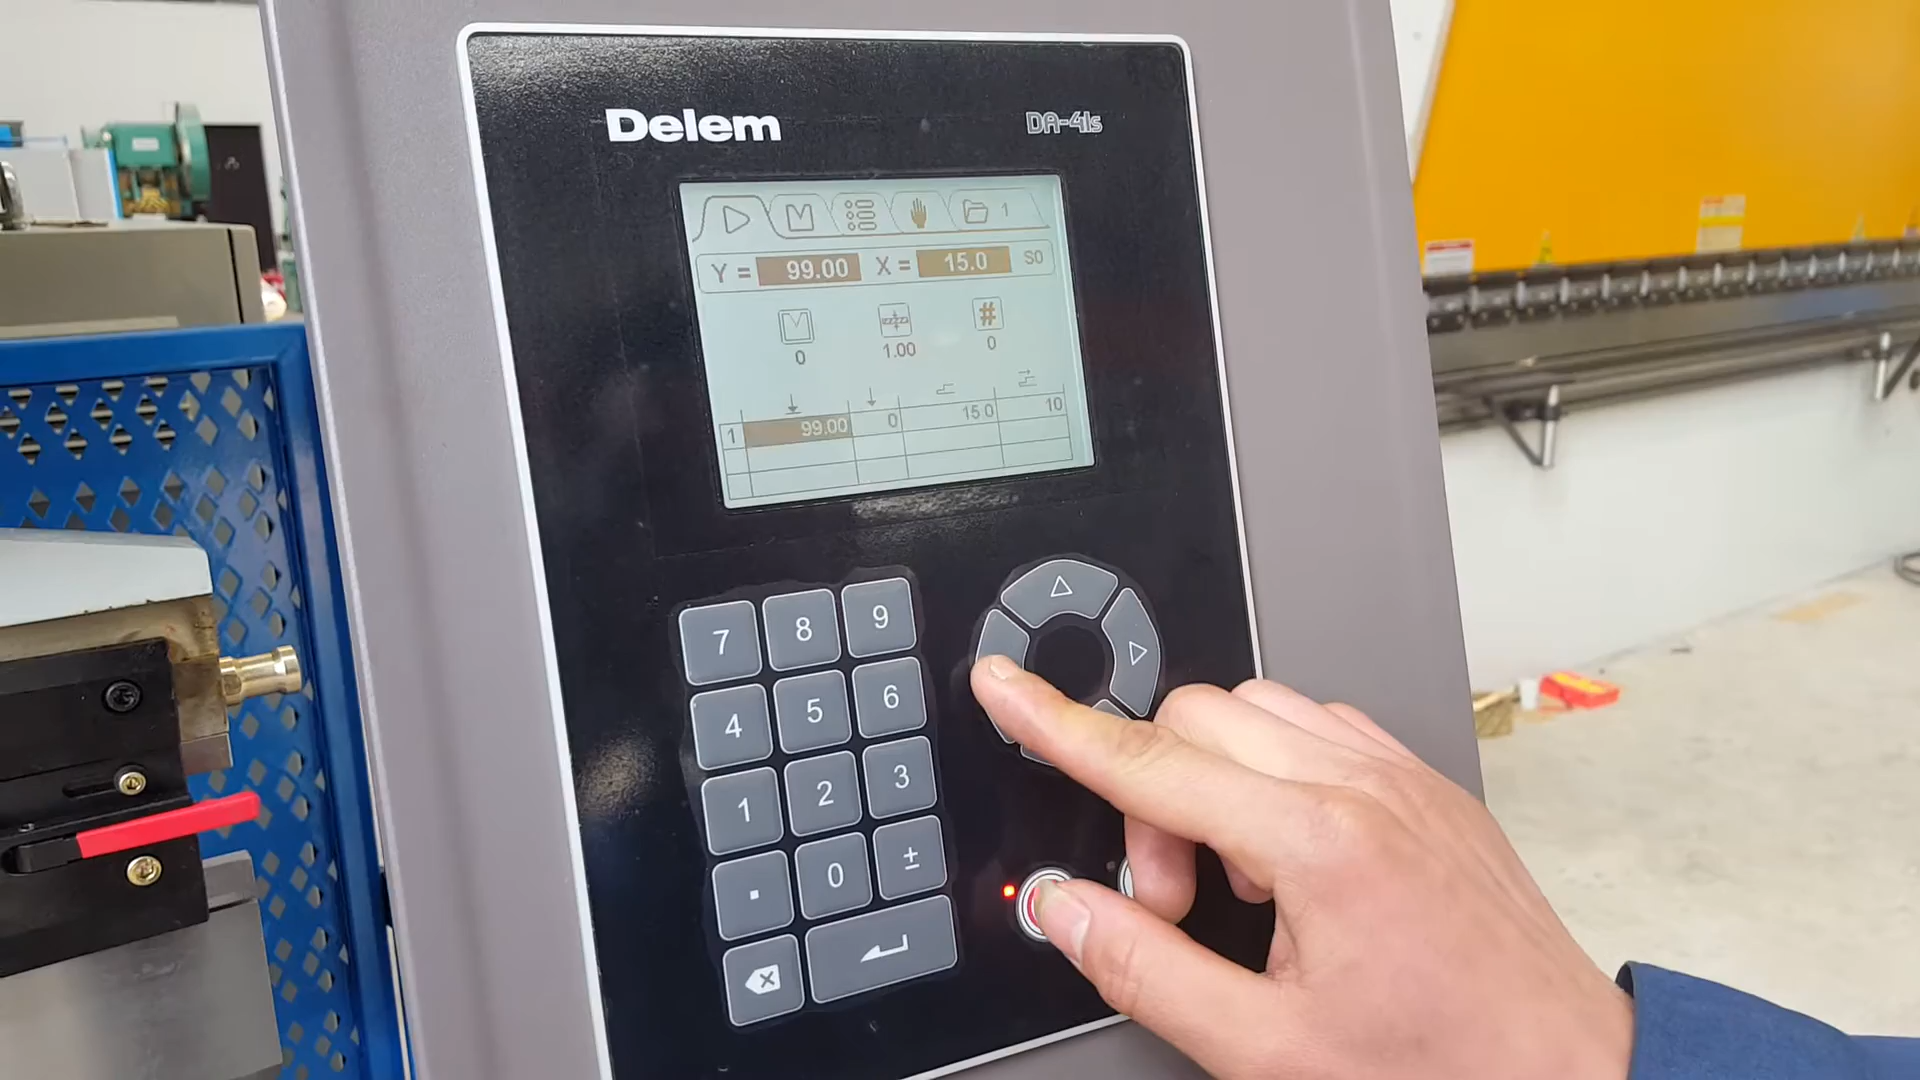 Delem DA-41s
1
Y = 99.00 X = 15.0 S0
#
0 1.00 0
1 99.00 0 15.0 10
7 8 9
4 5 6
1 2 3
. 0 ±